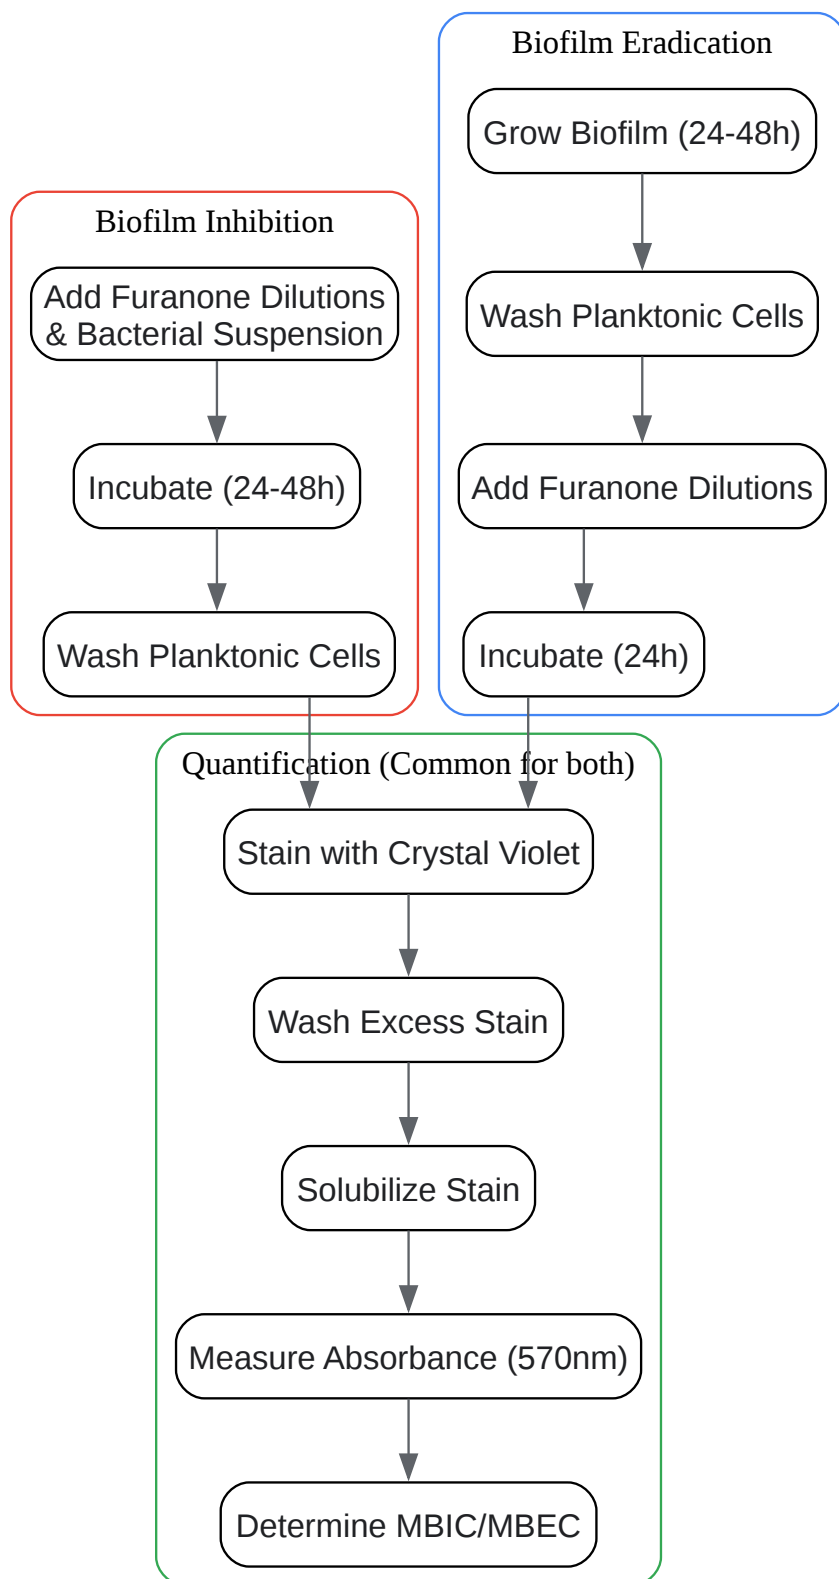 Biofilm Inhibition
Add Furanone Dilutions
& Bacterial Suspension
Incubate (24-48h)
Wash Planktonic Cells
Biofilm Eradication
Grow Biofilm (24-48h)
Wash Planktonic Cells
Add Furanone Dilutions
Incubate (24h)
Quantification (Common for both)
Stain with Crystal Violet
Wash Excess Stain
Solubilize Stain
Measure Absorbance (570nm)
Determine MBIC/MBEC